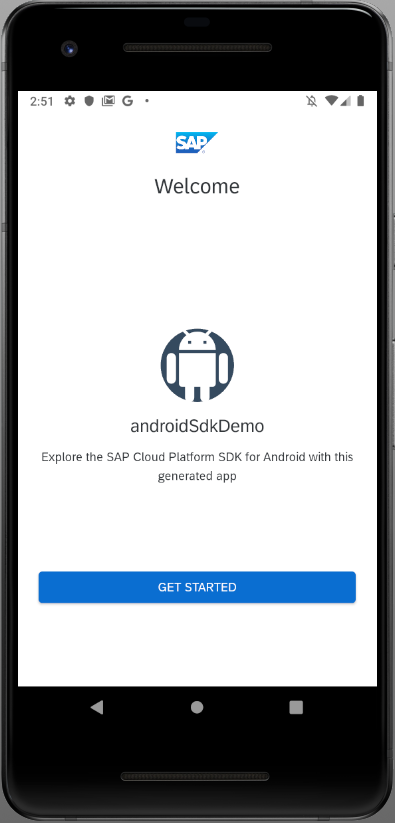 2:51
SAP
Welcome
androidSdkDemo
Explore the SAP Cloud Platform SDK for Android with this
generated app
GET STARTED